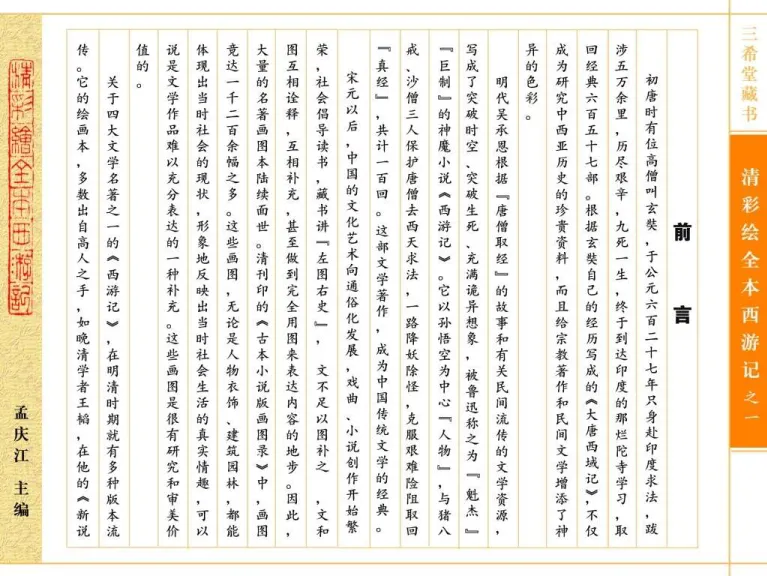 三希堂藏书
清彩绘全本西游记之一
前言
初唐时有位高僧叫玄奘，于公元六百二十七年只身赴印度求法，跋
涉五万余里，历尽艰辛，九死一生，终于到达印度的那烂陀寺学习，取
回经典六百五十七部。根据玄奘自己的经历写成的《大唐西域记》，不仅
成为研究中西亚历史的珍贵资料，而且给宗教著作和民间文学增添了神
异的色彩。
明代吴承恩根据『唐僧取经』的故事和有关民间流传的文学资源，
写成了突破时空、突破生死、充满诡异想象，被鲁迅称之为『魁杰』
『巨制』的神魔小说《西游记》。它以孙悟空为中心『人物』，与猪八
戒、沙僧三人保护唐僧去西天求法，一路降妖除怪，克服艰难险阻取回
『真经』，共计一百回。这部文学著作，成为中国传统文学的经典。
宋元以后，中国的文化艺术向通俗化发展，戏曲、小说创作开始繁
荣，社会倡导读书，藏书讲『左图右史』，文不足以图补之，文和
图互相诠释，互相补充，甚至做到完全用图来表达内容的地步。因此，
大量的名著画图本陆续面世。清刊印的《古本小说版画图录》中，画图
竟达一千二百余幅之多。这些画图，无论是人物衣饰、建筑园林，都能
体现出当时社会的现状，形象地反映出当时社会生活的真实情趣，可以
说是文学作品难以充分表达的一种补充。这些画图是很有研究和审美价
值的。
关于四大文学名著之一的《西游记》，在明清时期就有多种版本流
传。它的绘画本，多数出自高人之手，如晚清学者王韬，在他的《新说
清彩绘全本西游记
孟庆江 主编